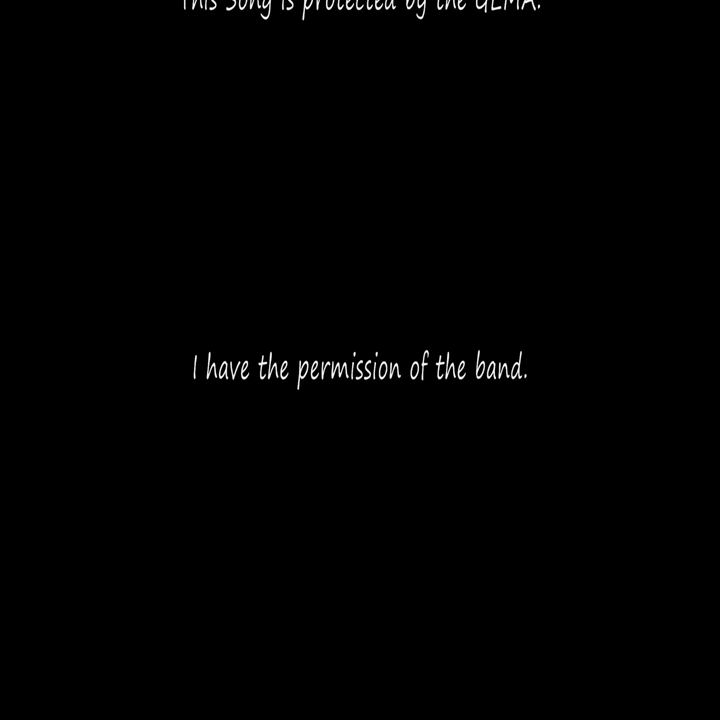 This Song is protected by the GEMA.
I have the permission of the band.